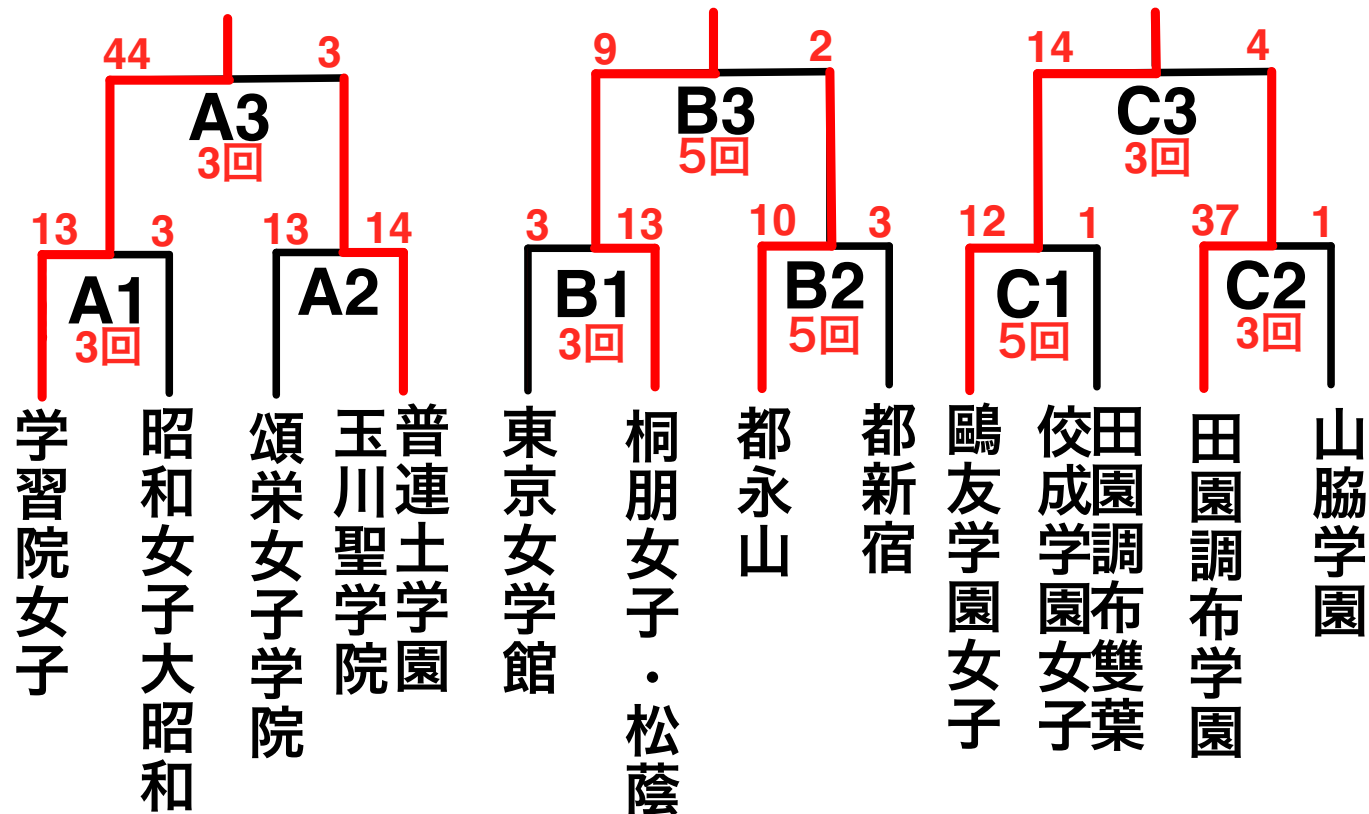 44
3
A3
3回
13
3
A1
3回
13
14
A2
学習院女子
昭和女子大昭和
頌栄女子学院
玉川聖学院
普連土学園
9
2
B3
5回
3
13
B1
3回
10
3
B2
5回
東京女学館
桐朋女子・松蔭
都永山
都新宿
14
4
C3
3回
12
1
C1
5回
37
1
C2
3回
鷗友学園女子
佼成学園女子
田園調布雙葉
田園調布学園
山脇学園